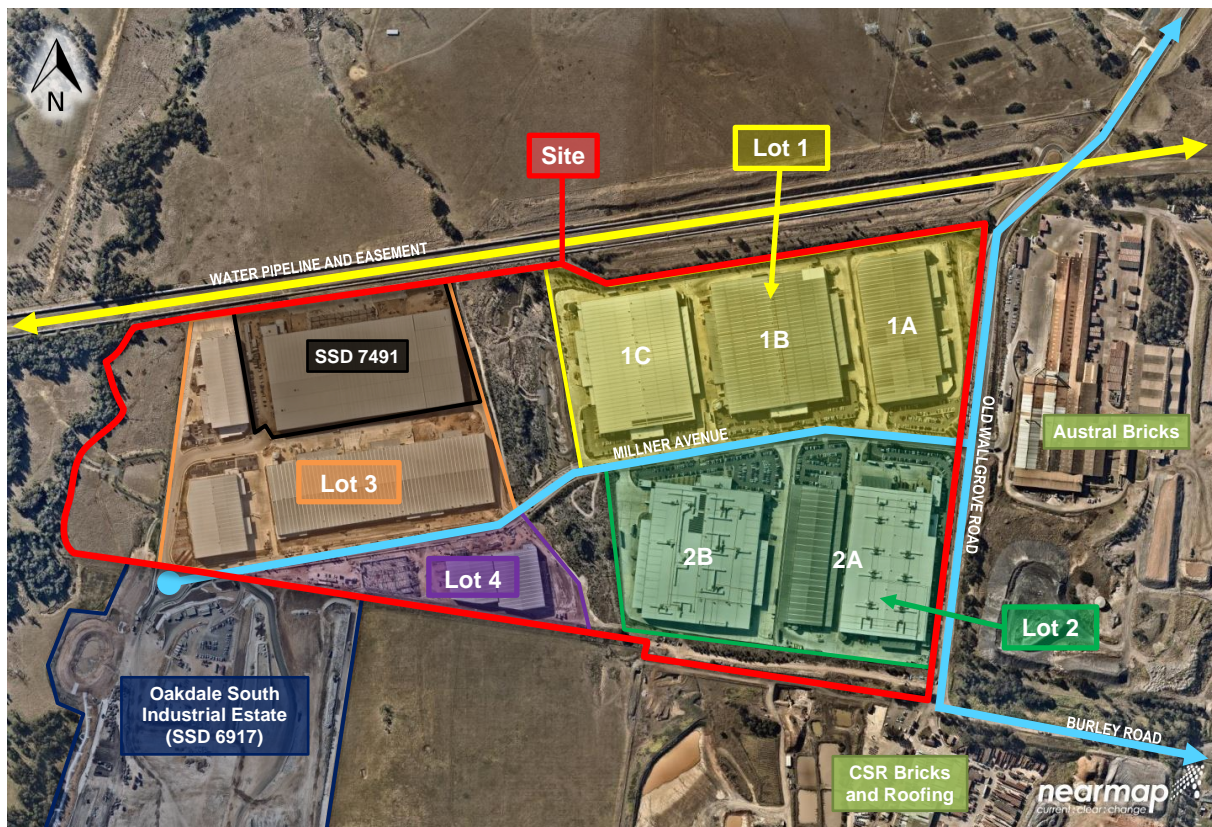 N
Site
Lot 1
WATER PIPELINE AND EASEMENT
1A
1B
1C
SSD 7491
OLD WALLGROVE ROAD
Austral Bricks
MILLNER AVENUE
Lot 3
2B
2A
Lot 4
Lot 2
Oakdale South
Industrial Estate
(SSD 6917)
BURLEY ROAD
CSR Bricks
and Roofing
nearmap
current:clear:change: